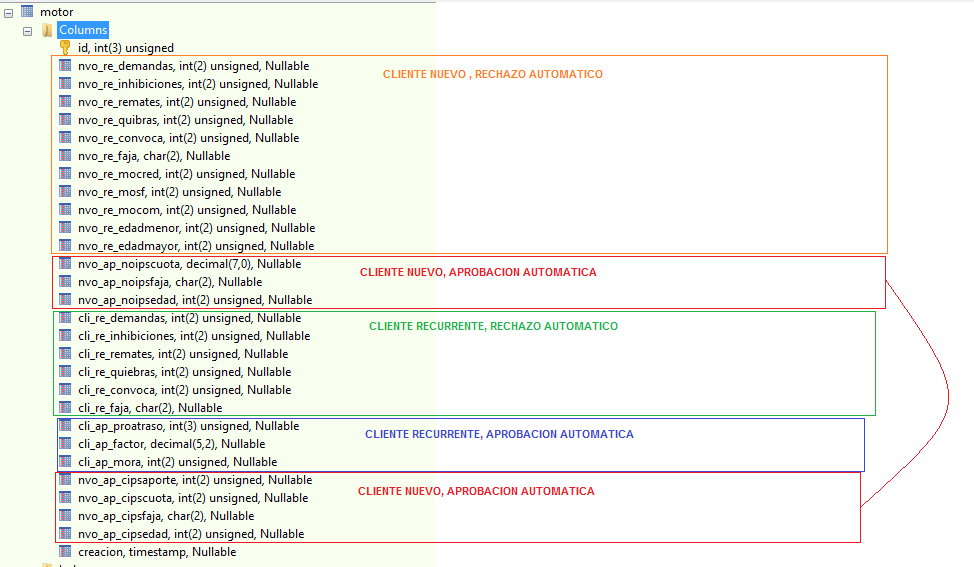 motor
Columns
id, int(3) unsigned
nvo_re_demandas, int(2) unsigned, Nullable
CLIENTE NUEVO , RECHAZO AUTOMATICO
nvo_re_inhibiciones, int(2) unsigned, Nullable
nvo_re_remates, int(2) unsigned, Nullable
nvo_re_quibras, int(2) unsigned, Nullable
nvo_re_convoca, int(2) unsigned, Nullable
nvo_re_faja, char(2), Nullable
nvo_re_mocred, int(2) unsigned, Nullable
nvo_re_mosf, int(2) unsigned, Nullable
nvo_re_mocom, int(2) unsigned, Nullable
nvo_re_edadmenor, int(2) unsigned, Nullable
nvo_re_edadmayor, int(2) unsigned, Nullable
nvo_ap_noipscuota, decimal(7,0), Nullable
CLIENTE NUEVO, APROBACION AUTOMATICA
nvo_ap_noipsfaja, char(2), Nullable
nvo_ap_noipsedad, int(2) unsigned, Nullable
cli_re_demandas, int(2) unsigned, Nullable
CLIENTE RECURRENTE, RECHAZO AUTOMATICO
cli_re_inhibiciones, int(2) unsigned, Nullable
cli_re_remates, int(2) unsigned, Nullable
cli_re_quiebras, int(2) unsigned, Nullable
cli_re_convoca, int(2) unsigned, Nullable
cli_re_faja, char(2), Nullable
cli_ap_proatraso, int(3) unsigned, Nullable
CLIENTE RECURRENTE, APROBACION AUTOMATICA
cli_ap_factor, decimal(5,2), Nullable
cli_ap_mora, int(2) unsigned, Nullable
nvo_ap_cipsaporte, int(2) unsigned, Nullable
CLIENTE NUEVO, APROBACION AUTOMATICA
nvo_ap_cipscuota, int(2) unsigned, Nullable
nvo_ap_cipsfaja, char(2), Nullable
nvo_ap_cipsedad, int(2) unsigned, Nullable
creacion, timestamp, Nullable